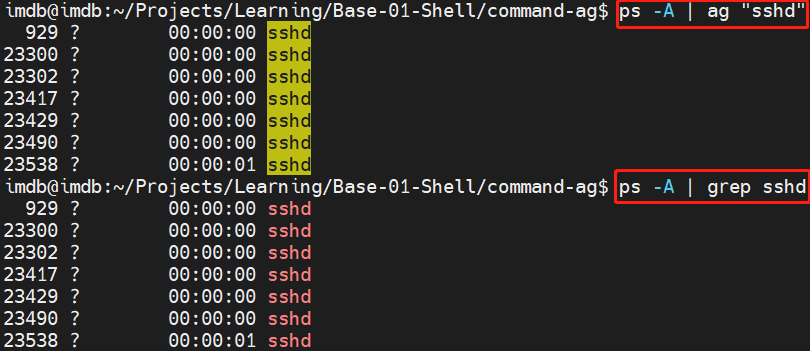 imdb@imdb:~/Projects/Learning/Base-01-Shell/command-ag$ ps -A | ag "sshd"
  929 ?        00:00:00 sshd
23300 ?        00:00:00 sshd
23302 ?        00:00:00 sshd
23417 ?        00:00:00 sshd
23429 ?        00:00:00 sshd
23490 ?        00:00:00 sshd
23538 ?        00:00:01 sshd
imdb@imdb:~/Projects/Learning/Base-01-Shell/command-ag$ ps -A | grep sshd
  929 ?        00:00:00 sshd
23300 ?        00:00:00 sshd
23302 ?        00:00:00 sshd
23417 ?        00:00:00 sshd
23429 ?        00:00:00 sshd
23490 ?        00:00:00 sshd
23538 ?        00:00:01 sshd